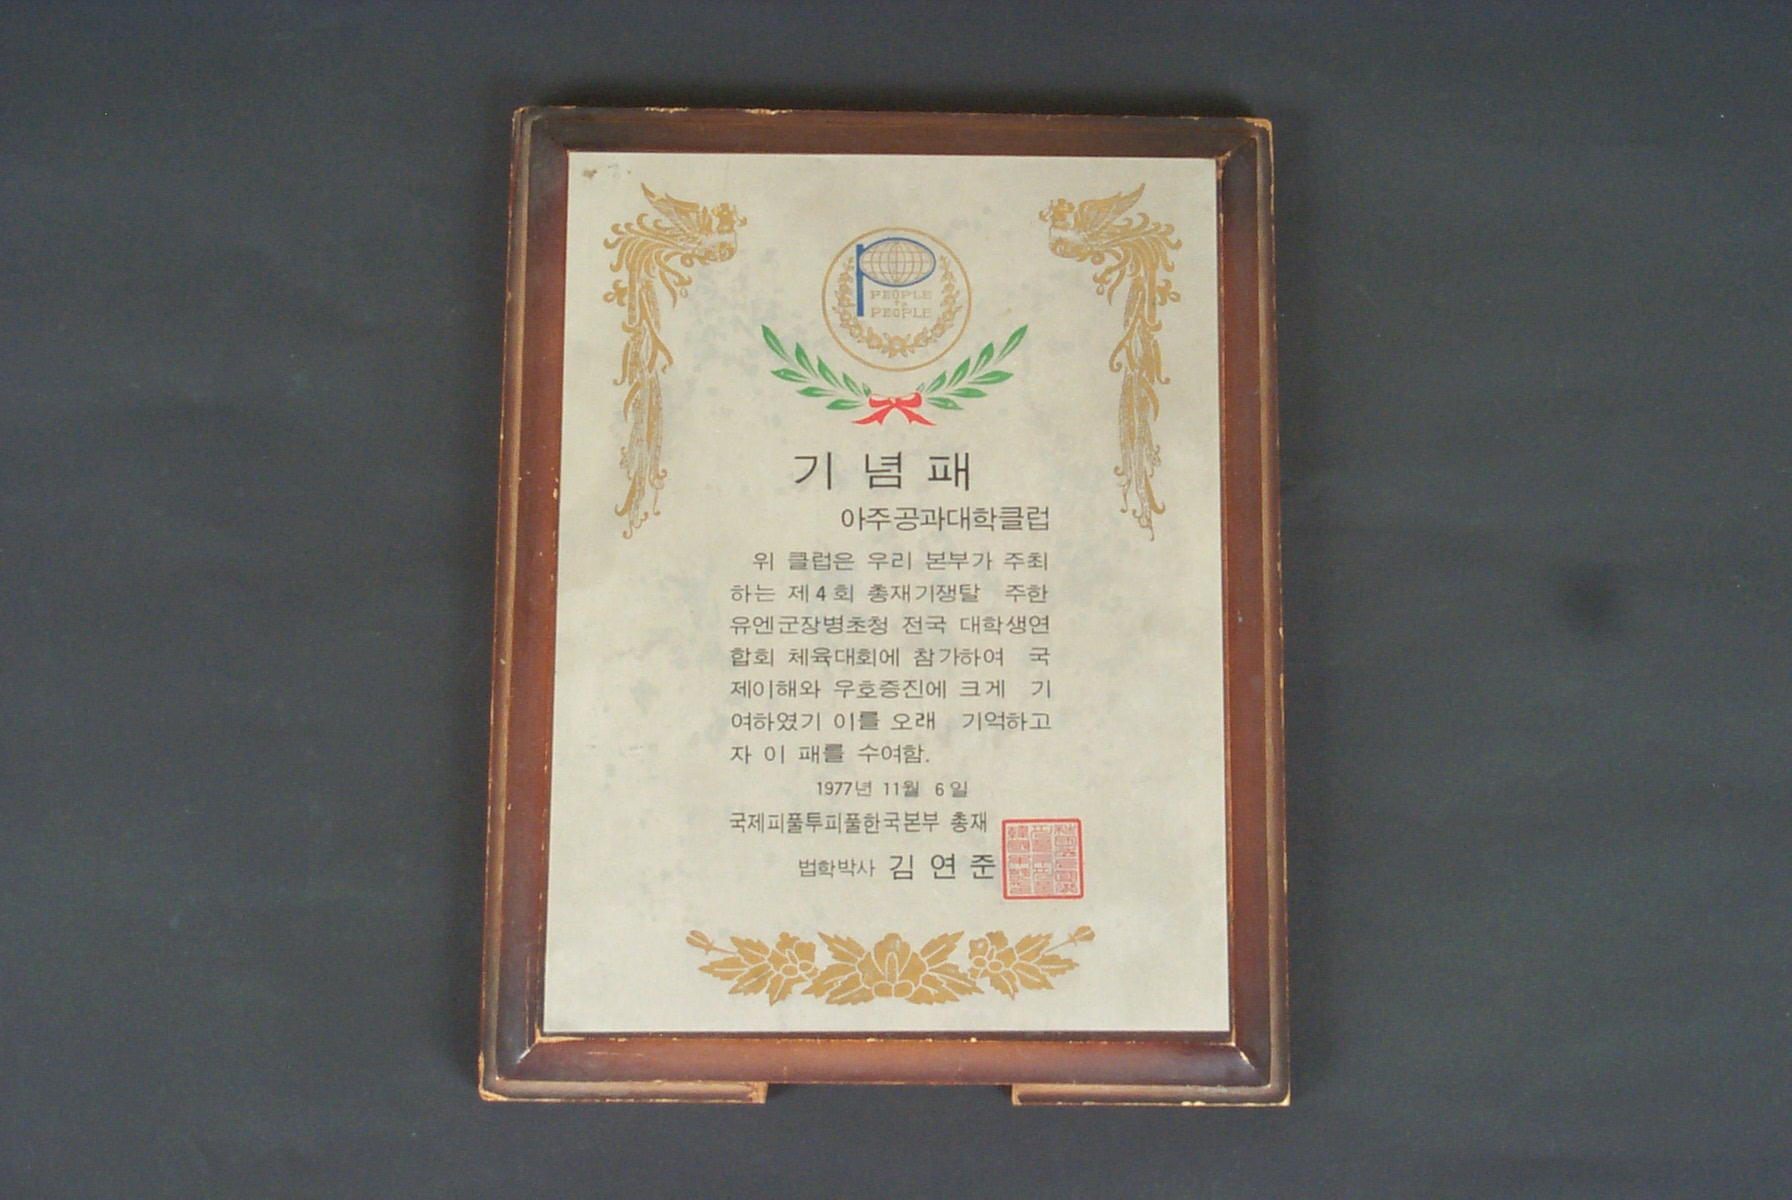 PEOPLE
to
PEOPLE
기념패
아주공과대학클럽
위 클럽은 우리 본부가 주최
하는 제4회 총재기쟁탈 주한
유엔군장병초청 전국 대학생연
합회 체육대회에 참가하여 국
제이해와 우호증진에 크게 기
여하였기 이를 오래 기억하고
자 이 패를 수여함.
1977년 11월 6일
국제피풀투피풀한국본부 총재
법학박사 김연준